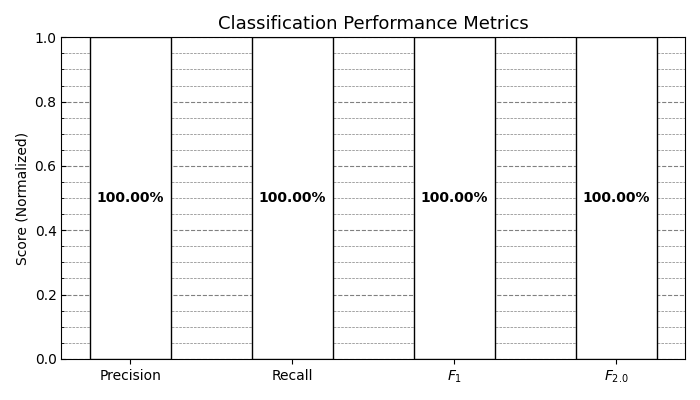 Classification Performance Metrics
Score (Normalized)
1.0
0.8
0.6
0.4
0.2
0.0
100.00% 100.00% 100.00% 100.00%
Precision Recall F₁ F₂.₀